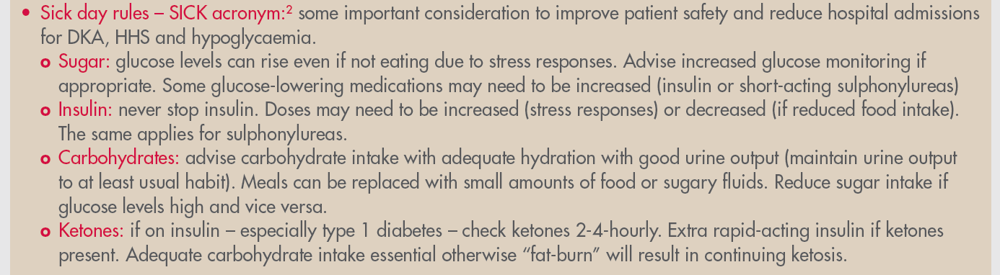 • Sick day rules – SICK acronym:² some important consideration to improve patient safety and reduce hospital admissions
for DKA, HHS and hypoglycaemia.
o Sugar: glucose levels can rise even if not eating due to stress responses. Advise increased glucose monitoring if
appropriate. Some glucose-lowering medications may need to be increased (insulin or short-acting sulphonylureas)
o Insulin: never stop insulin. Doses may need to be increased (stress responses) or decreased (if reduced food intake).
The same applies for sulphonylureas.
o Carbohydrates: advise carbohydrate intake with adequate hydration with good urine output (maintain urine output
to at least usual habit). Meals can be replaced with small amounts of food or sugary fluids. Reduce sugar intake if
glucose levels high and vice versa.
o Ketones: if on insulin – especially type 1 diabetes – check ketones 2-4-hourly. Extra rapid-acting insulin if ketones
present. Adequate carbohydrate intake essential otherwise “fat-burn” will result in continuing ketosis.